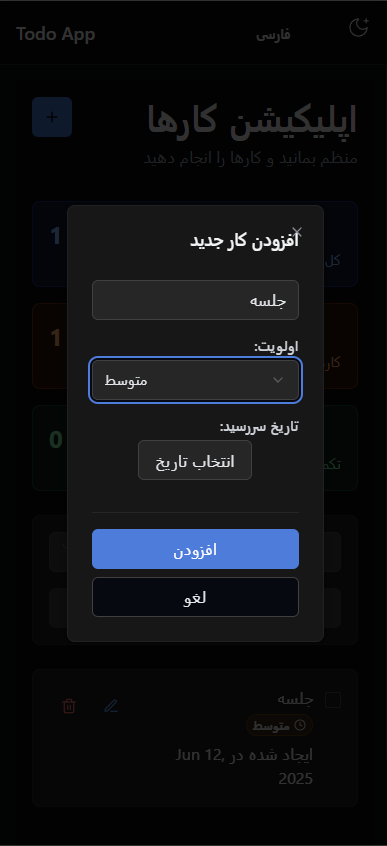 Todo App
فارسی
اپلیکیشن کارها
منظم بمانید و کارها را انجام دهید
1
کل
1
کار
0
تکم
افزودن کار جدید
جلسه
اولویت:
متوسط
تاریخ سررسید:
انتخاب تاریخ
افزودن
لغو
جلسه
متوسط
ایجاد شده در Jun 12,
2025